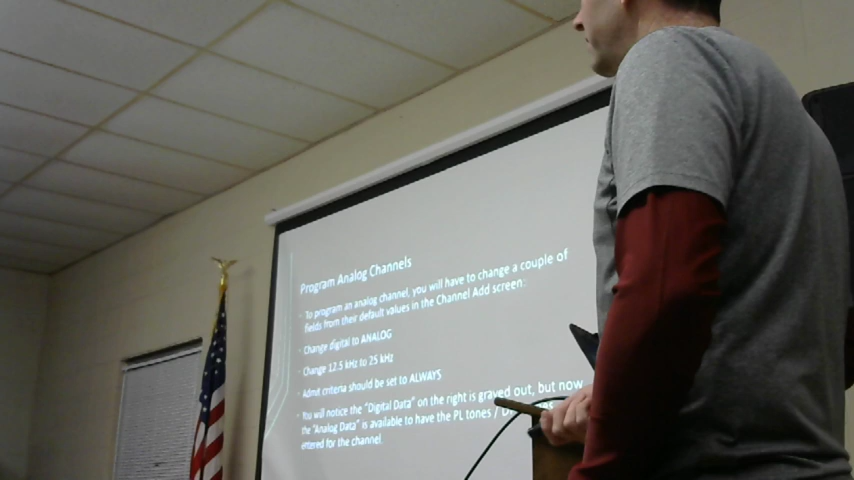 Program Analog Channels
To program an analog channel, you will have to change a couple of
fields from their default values in the Channel Add screen:
Change digital to ANALOG
Change 12.5 kHz to 25 kHz
Admit criteria should be set to ALWAYS
You will notice the "Digital Data" on the right is grayed out, but now
the "Analog Data" is available to have the PL tones /
entered for the channel.